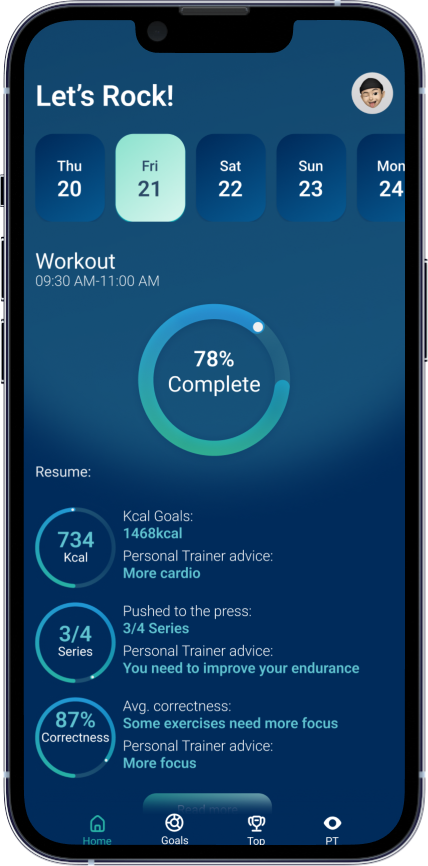 Let's Rock!
Thu Fri Sat Sun Mon
20 21 22 23 24
Workout
09:30 AM-11:00 AM
78%
Complete
Resume:
734
Kcal
Kcal Goals:
1468kcal
Personal Trainer advice:
More cardio
3/4
Series
Pushed to the press:
3/4 Series
Personal Trainer advice:
You need to improve your endurance
87%
Correctness
Avg. correctness:
Some exercises need more focus
Personal Trainer advice:
More focus
Read more
Home Goals Top PT